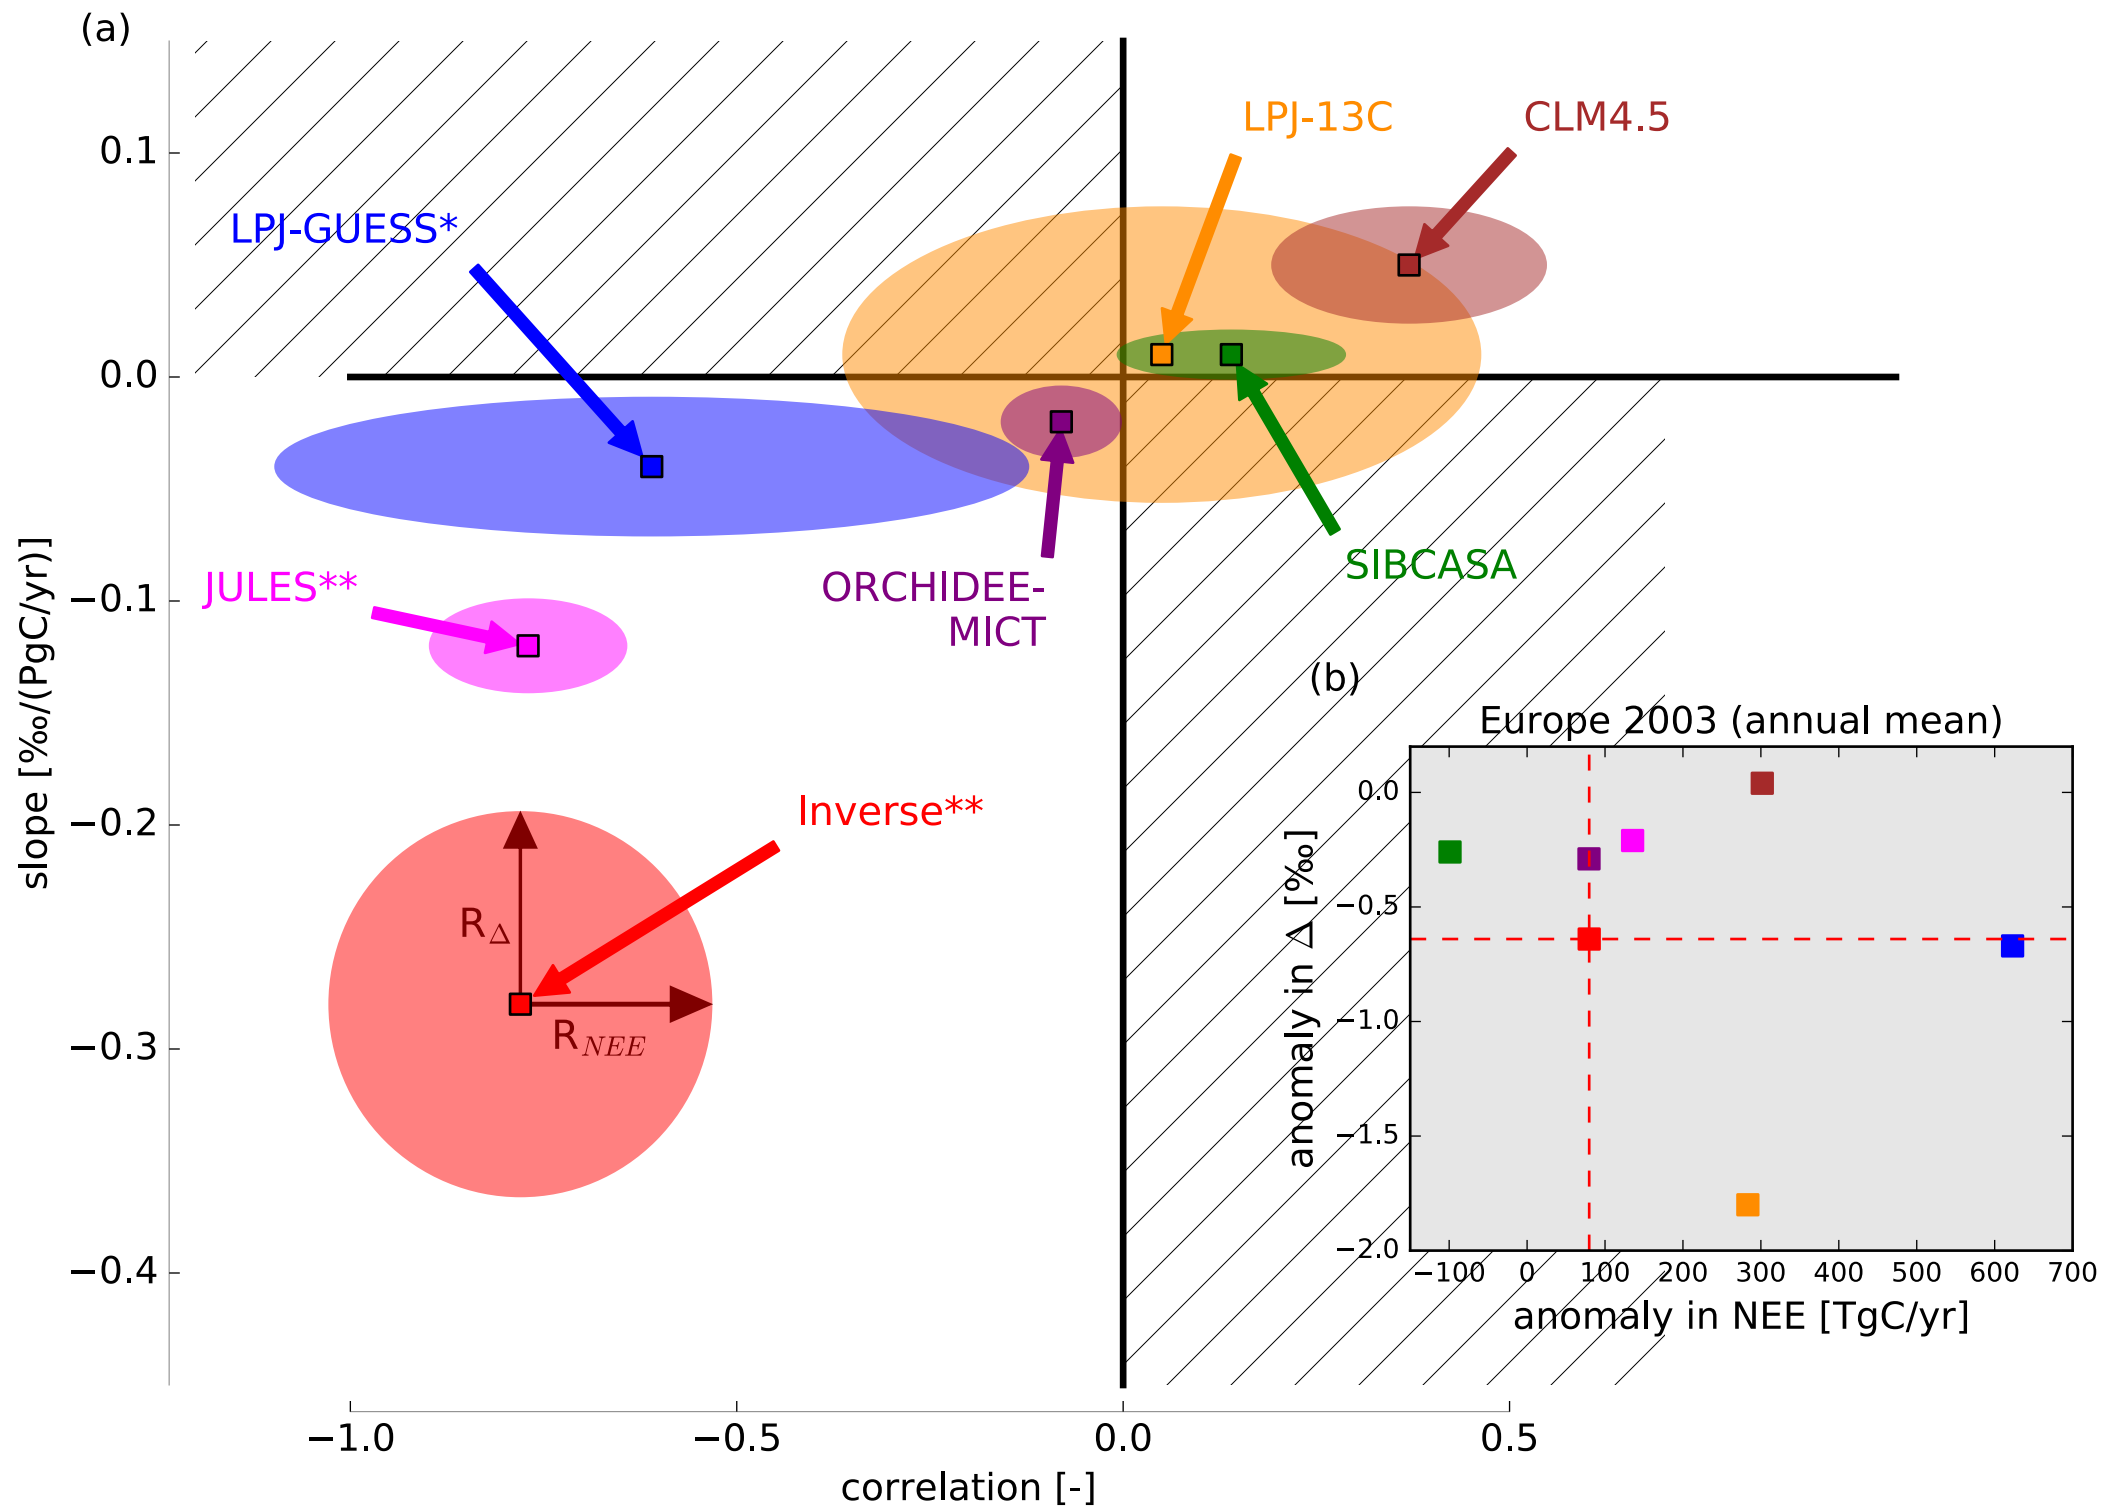 (a)
LPJ-13C
CLM4.5
0.1
LPJ-GUESS*
0.0
SIBCASA
JULES**
−0.1
ORCHIDEE-
MICT
slope [‰/(PgC/yr)]
(b)
Europe 2003 (annual mean)
0.0
−0.2
Inverse**
−0.5
R_Δ
anomaly in Δ [‰]
−1.0
R_NEE
−0.3
−1.5
−2.0
−0.4
−100 0 100 200 300 400 500 600 700
anomaly in NEE [TgC/yr]
−1.0 −0.5 0.0 0.5
correlation [-]